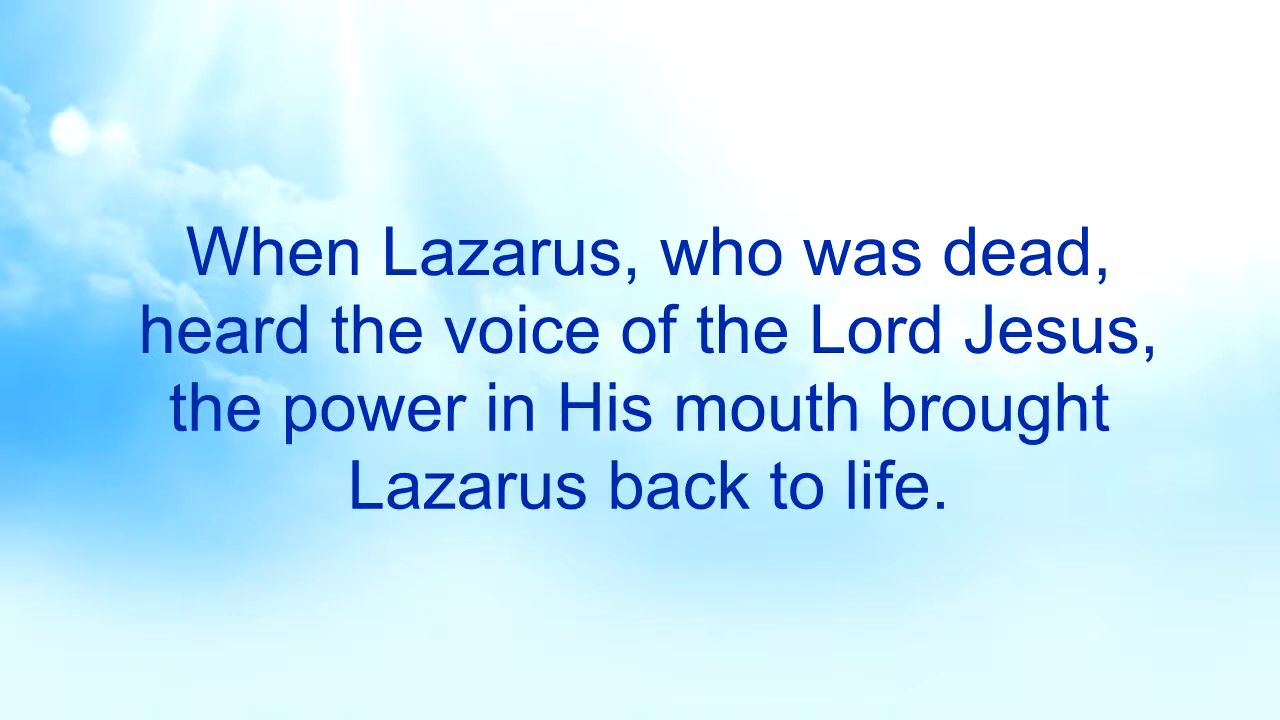 When Lazarus, who was dead,
heard the voice of the Lord Jesus,
the power in His mouth brought
Lazarus back to life.